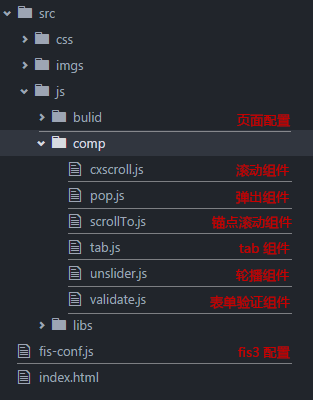 src
css
imgs
js
bulid 页面配置
comp
cxscroll.js 滚动组件
pop.js 弹出组件
scrollTo.js 锚点滚动组件
tab.js tab 组件
unslider.js 轮播组件
validate.js 表单验证组件
libs
fis-conf.js fis3 配置
index.html